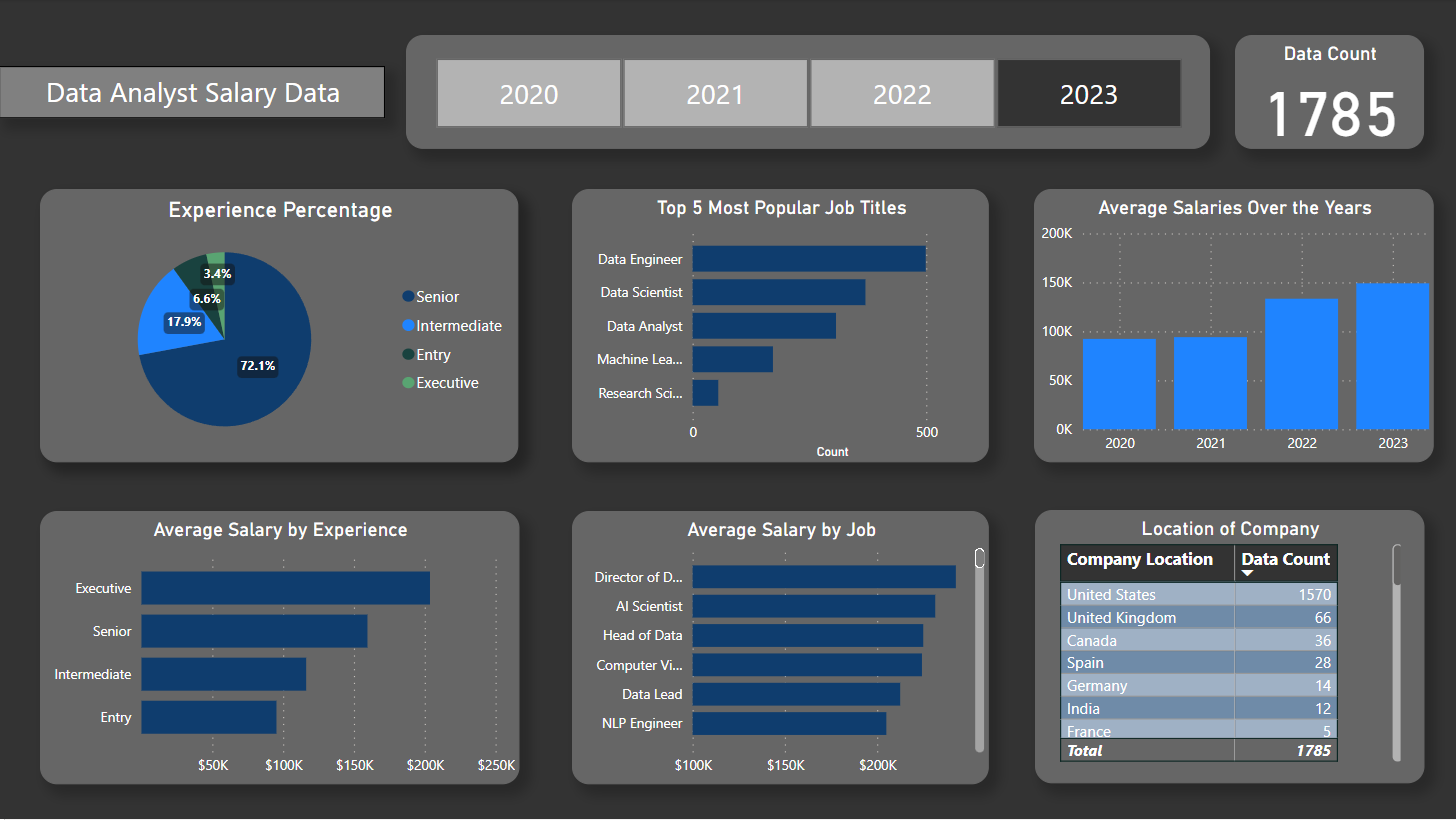 Data Analyst Salary Data
2020
2021
2022
2023
Data Count
1785
Experience Percentage
3.4%
6.6%
17.9%
72.1%
Senior
Intermediate
Entry
Executive
Top 5 Most Popular Job Titles
Data Engineer
Data Scientist
Data Analyst
Machine Lea...
Research Sci...
0 500
Count
Average Salaries Over the Years
200K
150K
100K
50K
0K
2020 2021 2022 2023
Average Salary by Experience
Executive
Senior
Intermediate
Entry
$50K $100K $150K $200K $250K
Average Salary by Job
Director of D...
AI Scientist
Head of Data
Computer Vi...
Data Lead
NLP Engineer
$100K $150K $200K
Location of Company
Company Location Data Count
United States 1570
United Kingdom 66
Canada 36
Spain 28
Germany 14
India 12
France 5
Total 1785